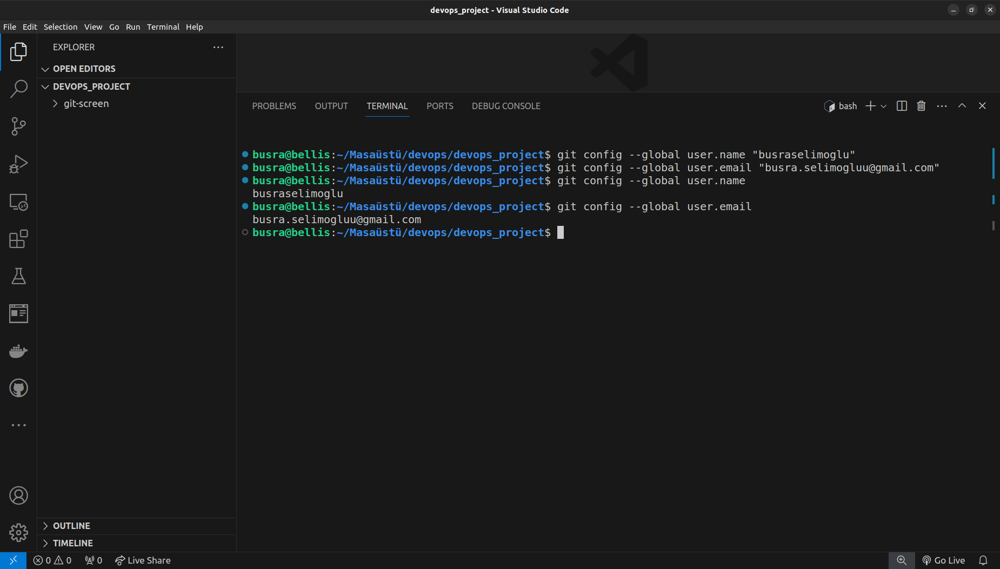 devops_project - Visual Studio Code
File Edit Selection View Go Run Terminal Help
EXPLORER
OPEN EDITORS
DEVOPS_PROJECT
git-screen
PROBLEMS OUTPUT TERMINAL PORTS DEBUG CONSOLE bash
busra@bellis:~/Masaüstü/devops/devops_project$ git config --global user.name "busraselimoglu"
busra@bellis:~/Masaüstü/devops/devops_project$ git config --global user.email "busra.selimogluu@gmail.com"
busra@bellis:~/Masaüstü/devops/devops_project$ git config --global user.name
busraselimoglu
busra@bellis:~/Masaüstü/devops/devops_project$ git config --global user.email
busra.selimogluu@gmail.com
busra@bellis:~/Masaüstü/devops/devops_project$
OUTLINE
TIMELINE
0 0 0 Live Share Go Live